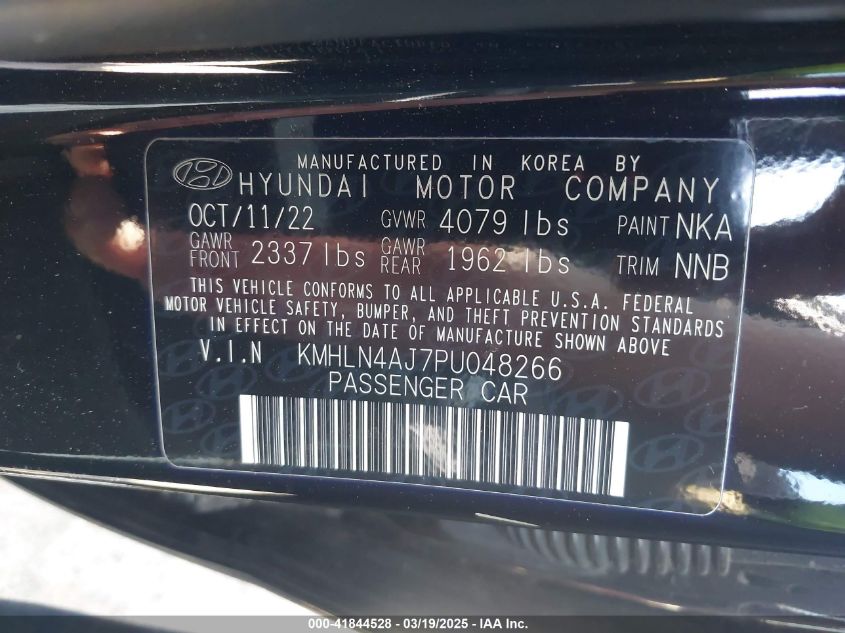 MANUFACTURED IN KOREA BY
HYUNDAI MOTOR COMPANY
OCT/11/22 GVWR 4079 lbs PAINT NKA
GAWR FRONT 2337 lbs GAWR REAR 1962 lbs TRIM NNB
THIS VEHICLE CONFORMS TO ALL APPLICABLE U.S.A. FEDERAL
MOTOR VEHICLE SAFETY, BUMPER, AND THEFT PREVENTION STANDARDS
IN EFFECT ON THE DATE OF MANUFACTURE SHOWN ABOVE
V.I.N KMHLN4AJ7PU048266
PASSENGER CAR
000-41844528 - 03/19/2025 - IAA Inc.